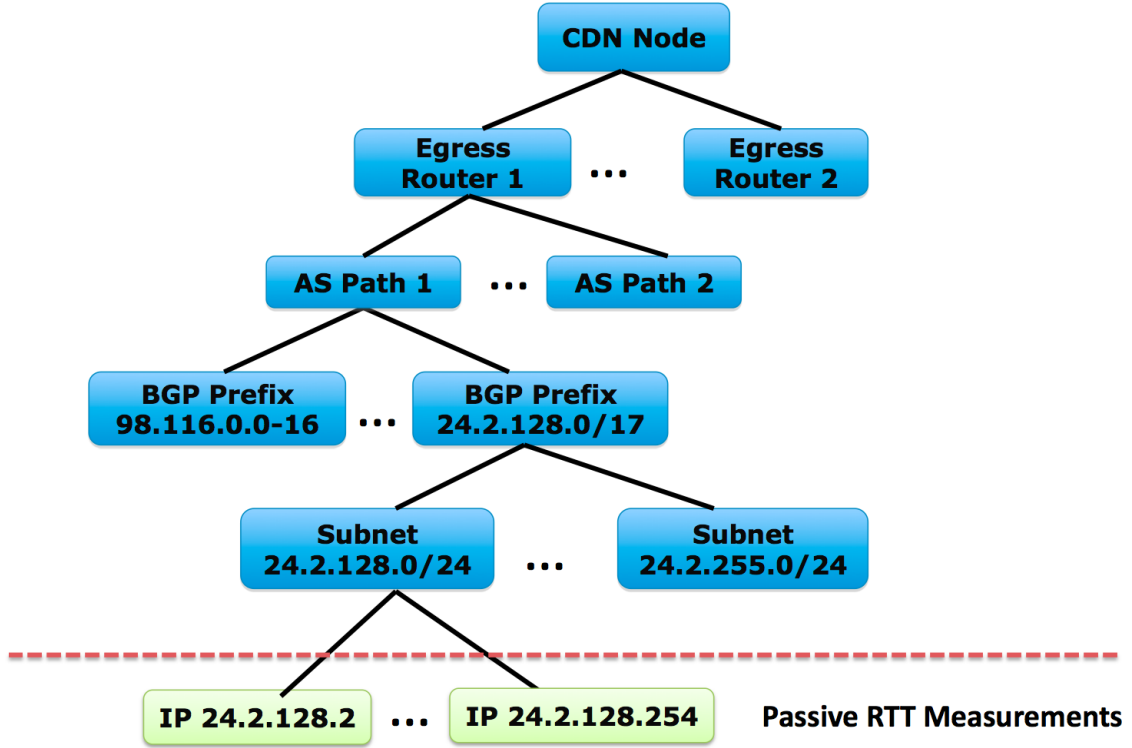 CDN Node
Egress
Router 1
...
Egress
Router 2
AS Path 1
...
AS Path 2
BGP Prefix
98.116.0.0-16
...
BGP Prefix
24.2.128.0/17
Subnet
24.2.128.0/24
...
Subnet
24.2.255.0/24
IP 24.2.128.2
...
IP 24.2.128.254
Passive RTT Measurements